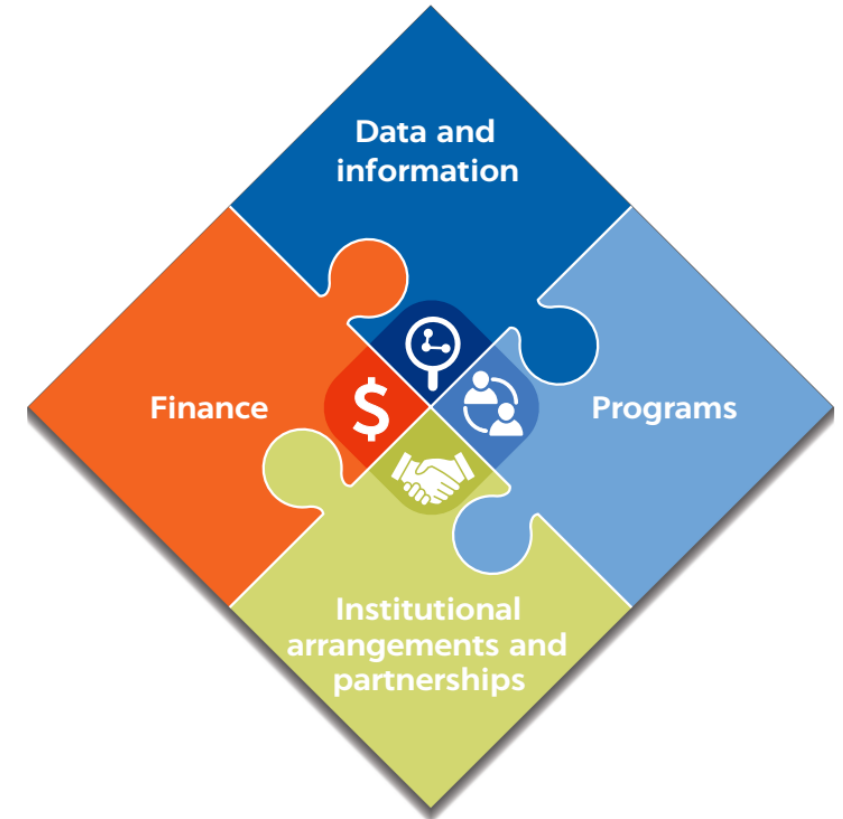 Data and
information
Finance
$
Programs
Institutional
arrangements and
partnerships